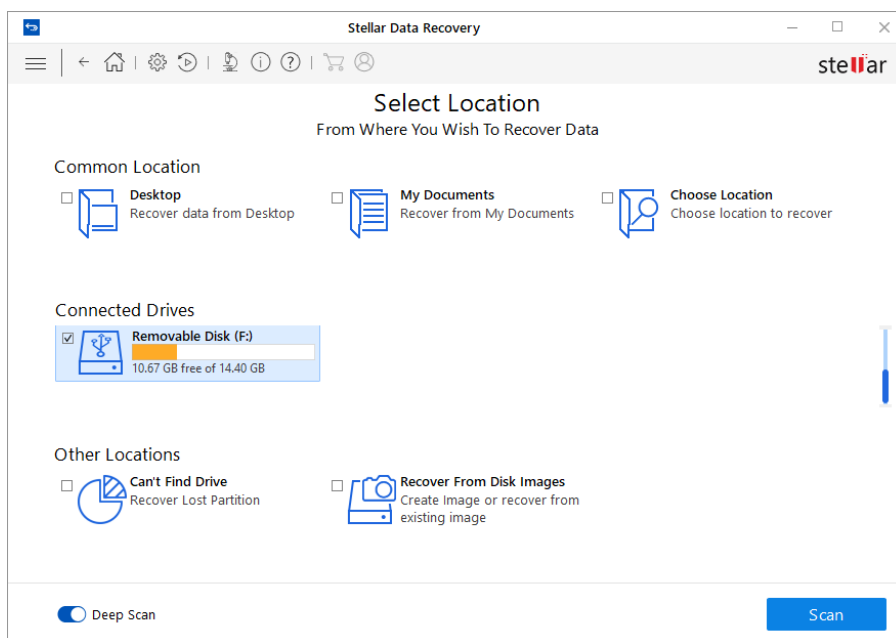 Stellar Data Recovery
stellar
Select Location
From Where You Wish To Recover Data
Common Location
Desktop
Recover data from Desktop
My Documents
Recover from My Documents
Choose Location
Choose location to recover
Connected Drives
Removable Disk (F:)
10.67 GB free of 14.40 GB
Other Locations
Can't Find Drive
Recover Lost Partition
Recover From Disk Images
Create Image or recover from
existing image
Deep Scan
Scan